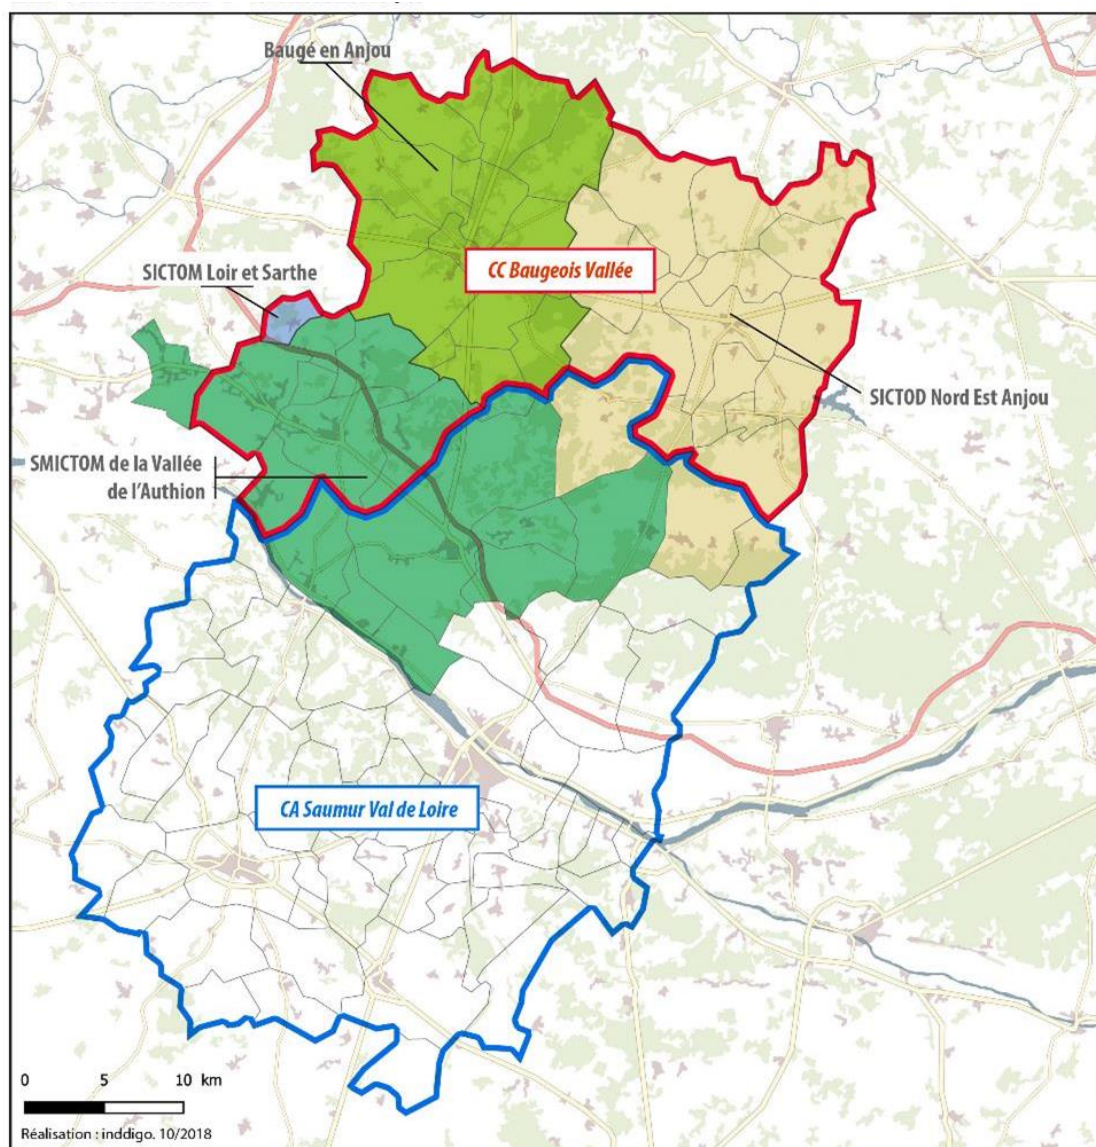 Baugé en Anjou
CC Baugeois Vallée
SICTOM Loir et Sarthe
SICTOD Nord Est Anjou
SMICTOM de la Vallée
de l'Authion
CA Saumur Val de Loire
0 5 10 km
Réalisation : inddigo. 10/2018